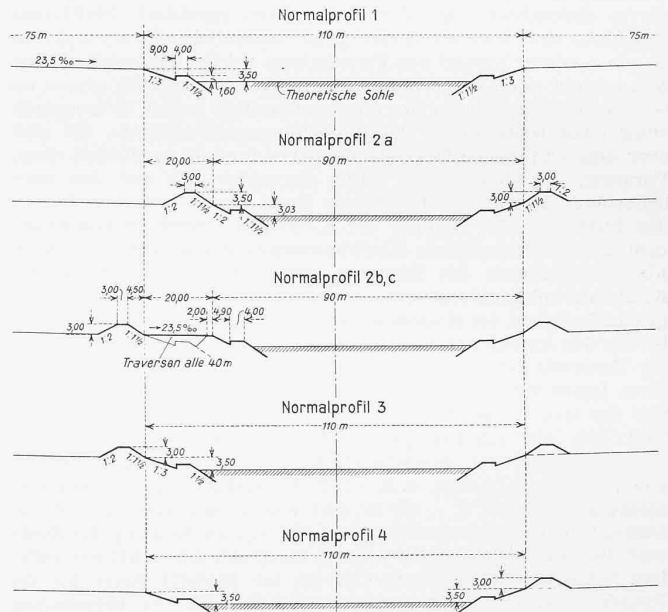 Normalprofil 1
75 m 110 m 75 m
23,5 ‰ 9,00 4,00
1:3 3,50 1:1½ 1,60 Theoretische Sohle 1:1½ 1:3
Normalprofil 2a
20,00 90 m
3,00 3,00 1:2
1:2 1:1½ 3,50 1:2 1:1½ 3,03 3,00 1:1½
Normalprofil 2b,c
3,00 4,50 20,00 90 m
2,00 4,90 4,00
3,00 1:2 1:1½ 23,5 ‰
Traversen alle 40m
Normalprofil 3
110 m
1:2 1:1½ 3,00 1:3 1½ 3,50
Normalprofil 4
110 m
3,50 3,50 3,00